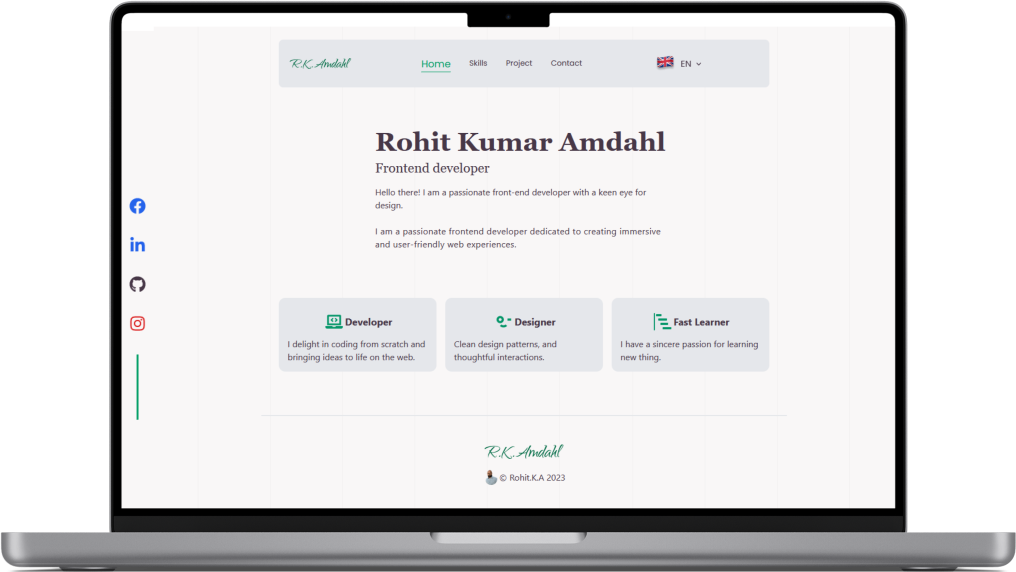 R.K. Amdahl
Home Skills Project Contact
EN
Rohit Kumar Amdahl
Frontend developer
Hello there! I am a passionate front-end developer with a keen eye for
design.
I am a passionate frontend developer dedicated to creating immersive
and user-friendly web experiences.
Developer
I delight in coding from scratch and
bringing ideas to life on the web.
Designer
Clean design patterns, and
thoughtful interactions.
Fast Learner
I have a sincere passion for learning
new thing.
R.K. Amdahl
© Rohit.K.A 2023